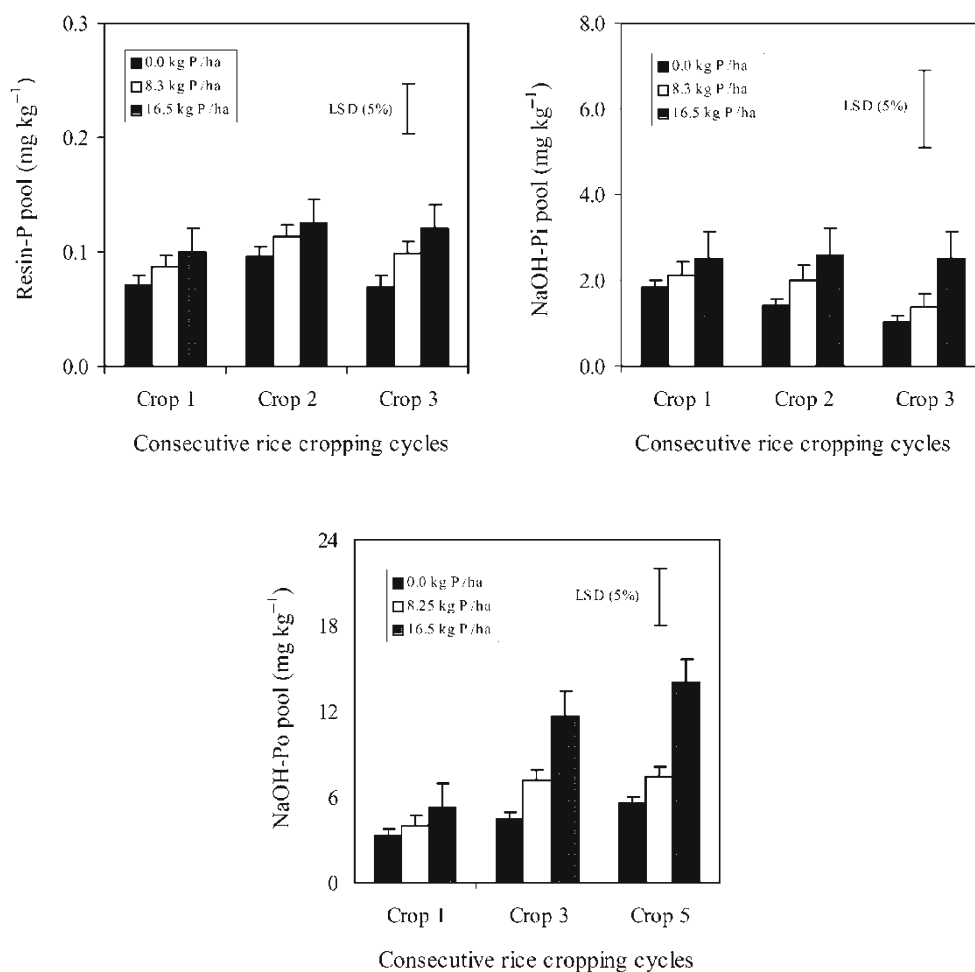 Resin-P pool (mg kg⁻¹)
0.3
0.2
0.1
0.0
0.0 kg P/ha
8.3 kg P/ha
16.5 kg P/ha
LSD (5%)
Crop 1 Crop 2 Crop 3
Consecutive rice cropping cycles
NaOH-Pi pool (mg kg⁻¹)
8.0
6.0
4.0
2.0
0.0
0.0 kg P/ha
8.3 kg P/ha
16.5 kg P/ha
LSD (5%)
Crop 1 Crop 2 Crop 3
Consecutive rice cropping cycles
NaOH-Po pool (mg kg⁻¹)
24
18
12
6
0
0.0 kg P/ha
8.25 kg P/ha
16.5 kg P/ha
LSD (5%)
Crop 1 Crop 3 Crop 5
Consecutive rice cropping cycles